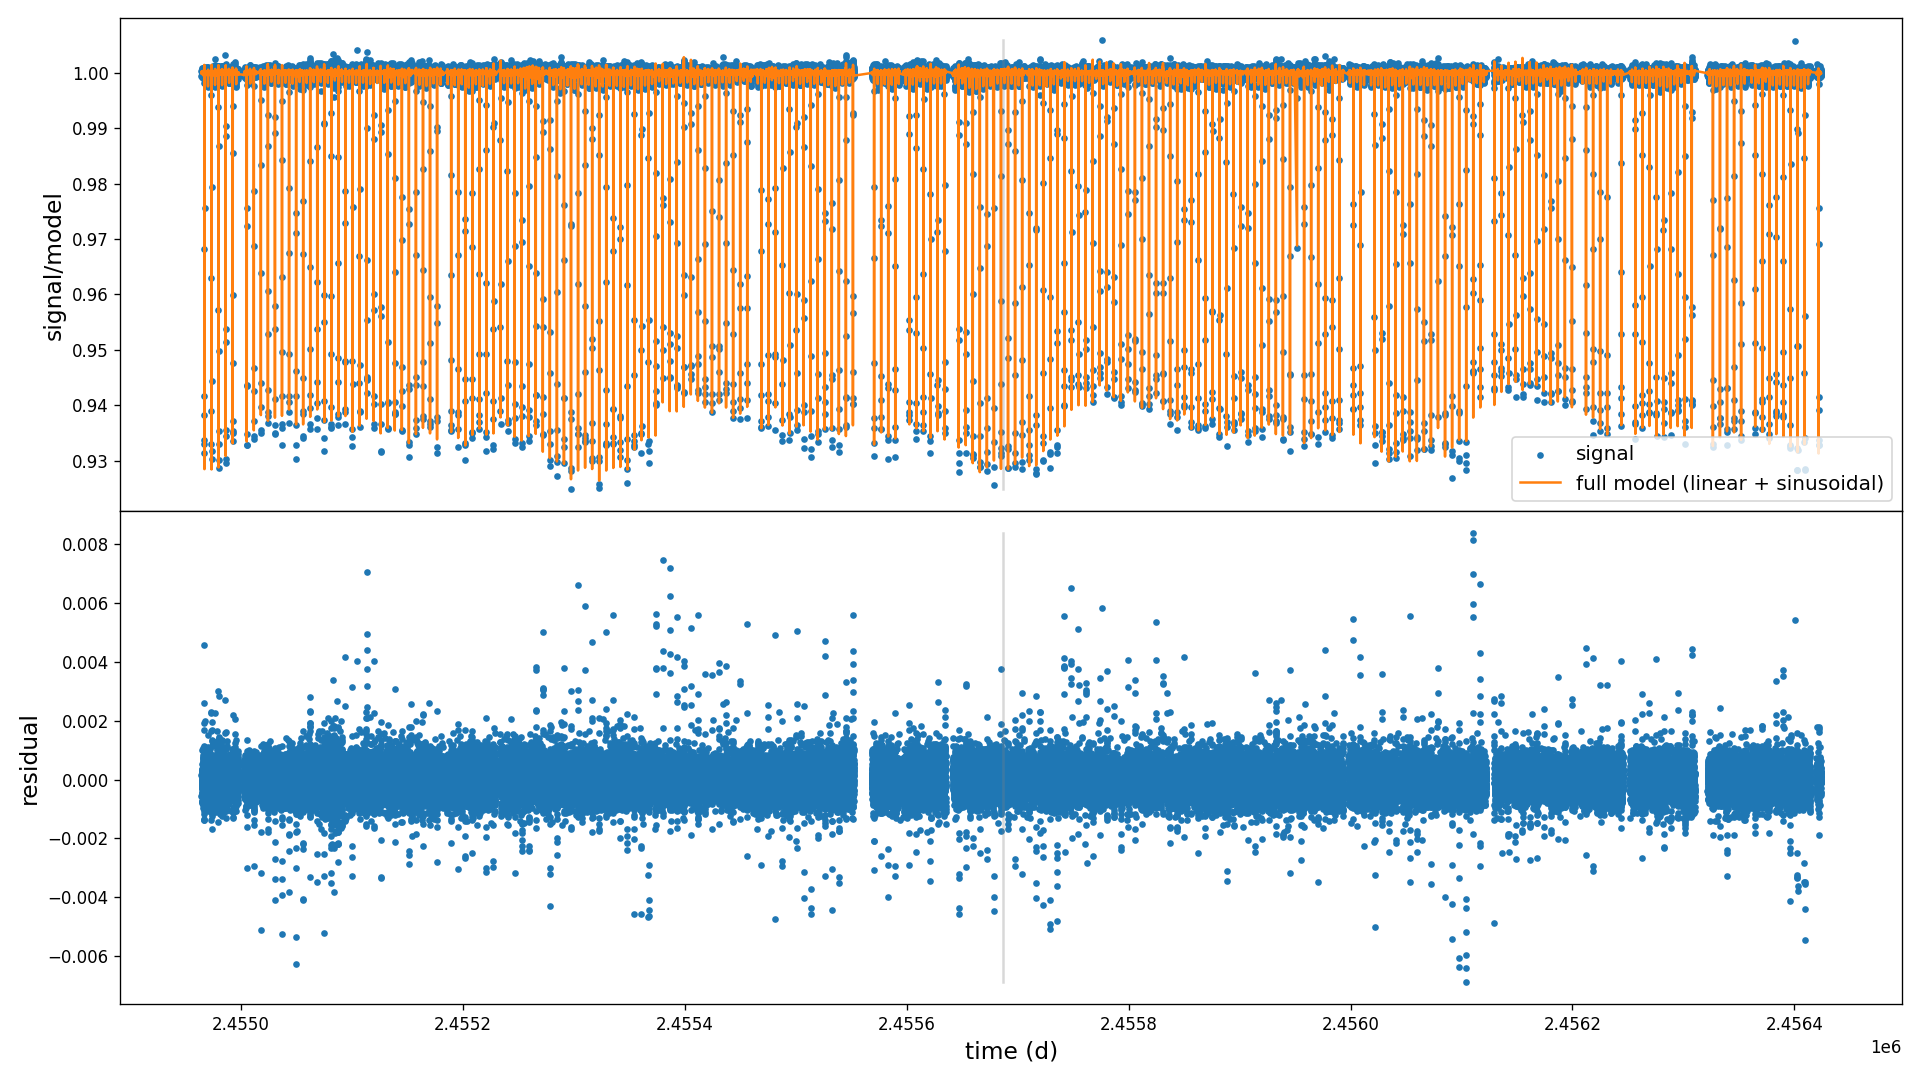 signal/model
1.00
0.99
0.98
0.97
0.96
0.95
0.94
0.93
signal
full model (linear + sinusoidal)
residual
0.008
0.006
0.004
0.002
0.000
−0.002
−0.004
−0.006
2.4550 2.4552 2.4554 2.4556 2.4558 2.4560 2.4562 2.4564
1e6
time (d)